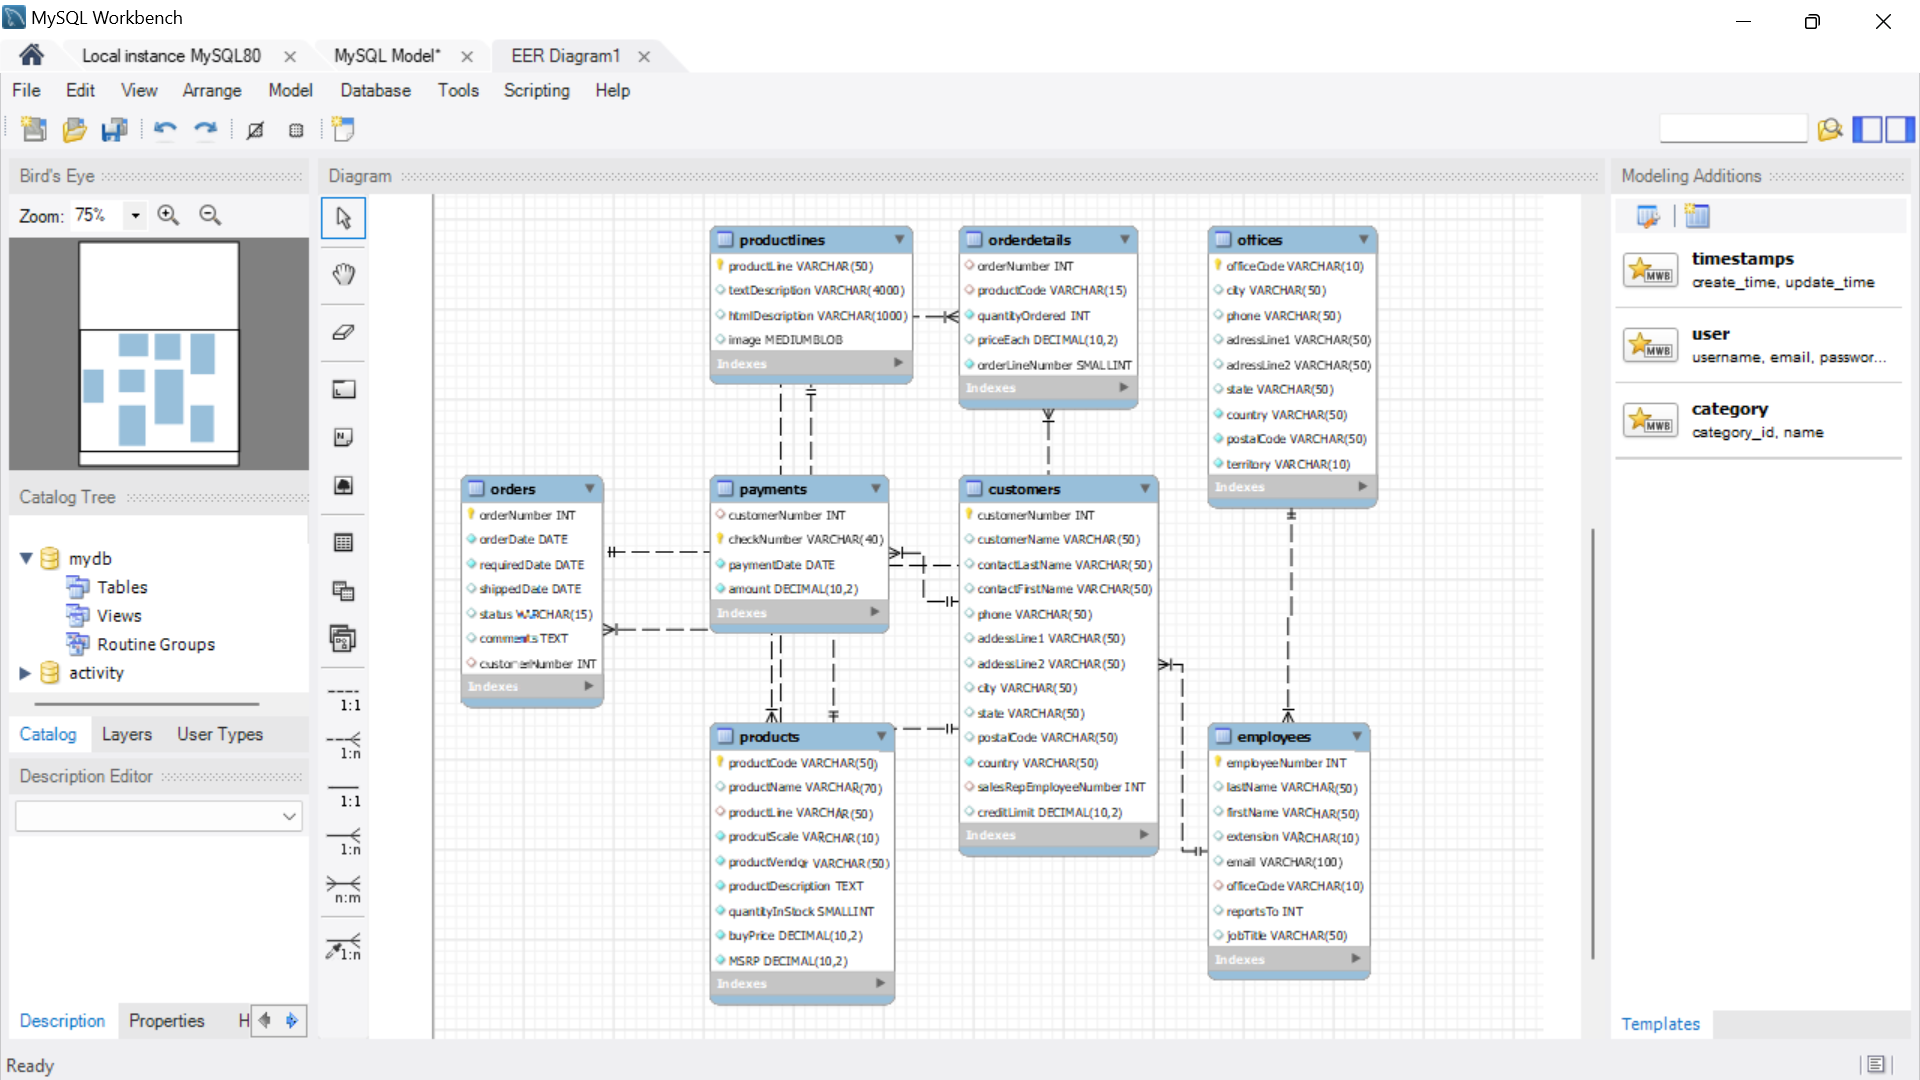 MySQL Workbench
Local instance MySQL80
MySQL Model*
EER Diagram1
File Edit View Arrange Model Database Tools Scripting Help
Bird's Eye
Zoom: 75%
Catalog Tree
mydb
Tables
Views
Routine Groups
activity
Catalog Layers User Types
Description Editor
Description Properties H
Ready
Diagram
1:1
1:n
1:1
1:n
n:m
1:n
productlines
productLine VARCHAR(50)
textDescription VARCHAR(4000)
htmlDescription VARCHAR(1000)
image MEDIUMBLOB
Indexes
orderdetails
orderNumber INT
productCode VARCHAR(15)
quantityOrdered INT
priceEach DECIMAL(10,2)
orderLineNumber SMALLINT
Indexes
offices
officeCode VARCHAR(10)
city VARCHAR(50)
phone VARCHAR(50)
adressLine1 VARCHAR(50)
adressLine2 VARCHAR(50)
state VARCHAR(50)
country VARCHAR(50)
postalCode VARCHAR(50)
territory VARCHAR(10)
Indexes
orders
orderNumber INT
orderDate DATE
requiredDate DATE
shippedDate DATE
status VARCHAR(15)
comments TEXT
customerNumber INT
Indexes
payments
customerNumber INT
checkNumber VARCHAR(40)
paymentDate DATE
amount DECIMAL(10,2)
Indexes
customers
customerNumber INT
customerName VARCHAR(50)
contactLastName VARCHAR(50)
contactFirstName VARCHAR(50)
phone VARCHAR(50)
addessLine1 VARCHAR(50)
addessLine2 VARCHAR(50)
city VARCHAR(50)
state VARCHAR(50)
postalCode VARCHAR(50)
country VARCHAR(50)
salesRepEmployeeNumber INT
creditLimit DECIMAL(10,2)
Indexes
products
productCode VARCHAR(50)
productName VARCHAR(70)
productLine VARCHAR(50)
prodcutScale VARCHAR(10)
productVendor VARCHAR(50)
productDescription TEXT
quantityInStock SMALLINT
buyPrice DECIMAL(10,2)
MSRP DECIMAL(10,2)
Indexes
employees
employeeNumber INT
lastName VARCHAR(50)
firstName VARCHAR(50)
extension VARCHAR(10)
email VARCHAR(100)
officeCode VARCHAR(10)
reportsTo INT
jobTitle VARCHAR(50)
Indexes
Modeling Additions
MWB
timestamps
create_time, update_time
MWB
user
username, email, passwor...
MWB
category
category_id, name
Templates